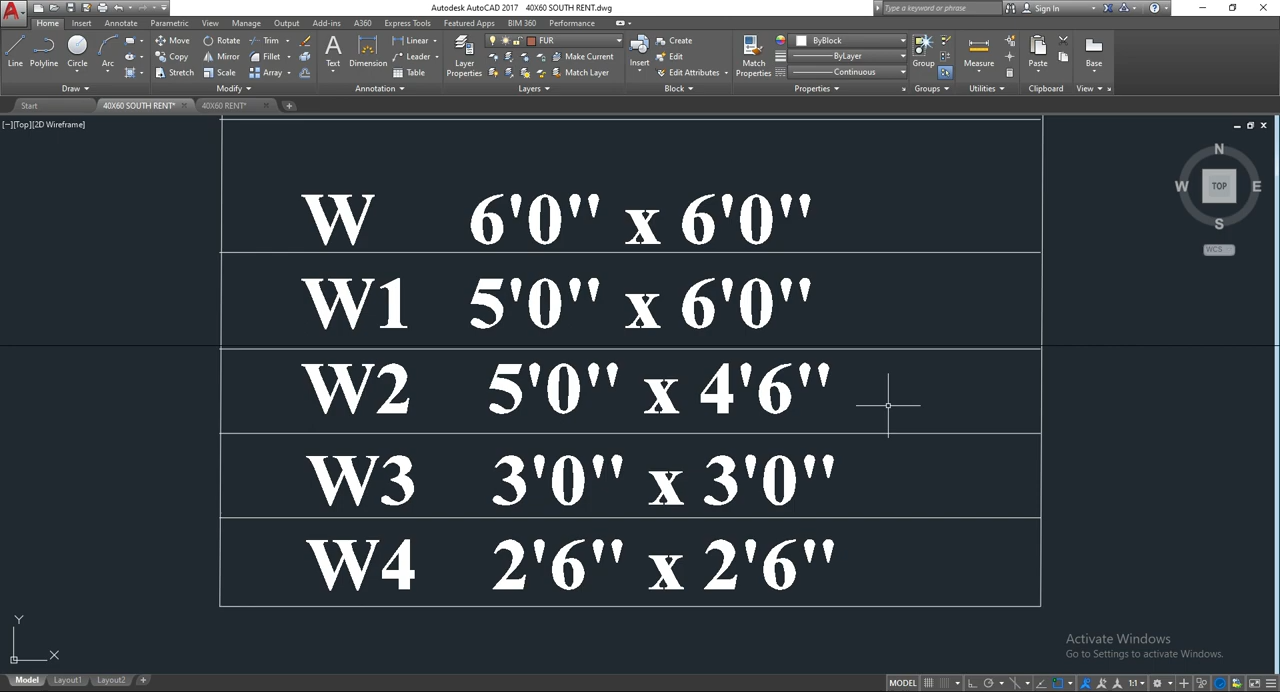 Autodesk AutoCAD 2017 40X60 SOUTH RENT.dwg
Type a keyword or phrase
Sign In
Home Insert Annotate Parametric View Manage Output Add-ins A360 Express Tools Featured Apps BIM 360 Performance
Line Polyline Circle Arc
Move Rotate Trim
Copy Mirror Fillet
Stretch Scale Array
Text Dimension
Linear
Leader
Table
Layer Properties
FUR
Make Current
Match Layer
Insert
Create
Edit
Edit Attributes
Match Properties
ByBlock
ByLayer
Continuous
Group
Measure
Paste
Base
Draw Modify Annotation Layers Block Properties Groups Utilities Clipboard View
Start 40X60 SOUTH RENT* 40X60 RENT*
[−][Top][2D Wireframe]
N
W TOP E
S
WCS
W 6'0'' x 6'0''
W1 5'0'' x 6'0''
W2 5'0'' x 4'6''
W3 3'0'' x 3'0''
W4 2'6'' x 2'6''
Y
X
Activate Windows
Go to Settings to activate Windows.
Model Layout1 Layout2
MODEL 1:1